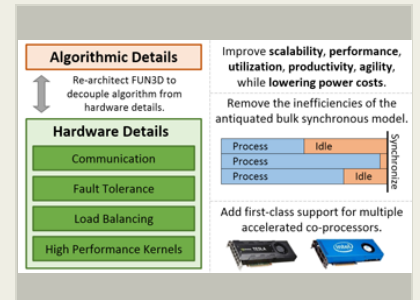 Algorithmic Details
Re-architect FUN3D to
decouple algorithm from
hardware details.
Hardware Details
Communication
Fault Tolerance
Load Balancing
High Performance Kernels
Improve scalability, performance,
utilization, productivity, agility,
while lowering power costs.
Remove the inefficiencies of the
antiquated bulk synchronous model.
Process Idle
Process
Process Idle
Synchronize
Add first-class support for multiple
accelerated co-processors.
TESLA